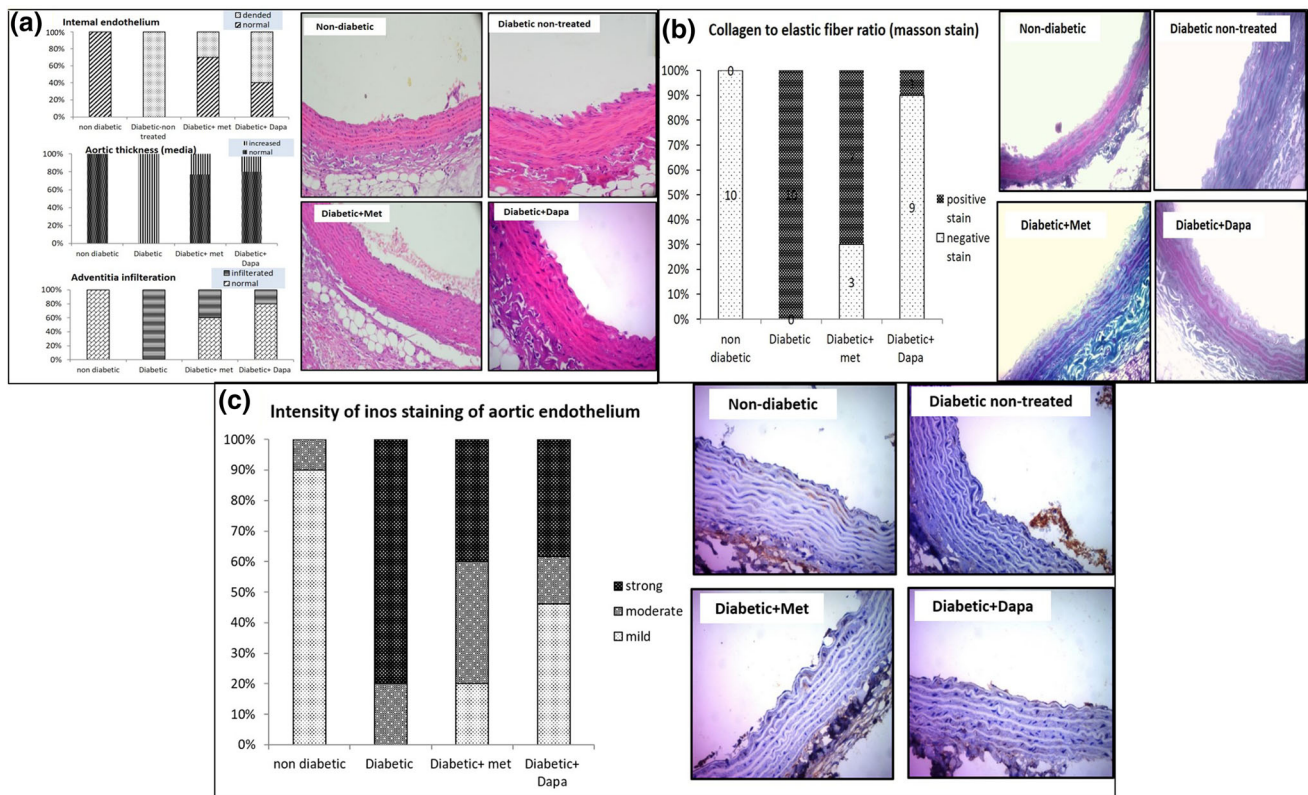 (a)
Intenal endothelium
dended
normal
100%
80%
60%
40%
20%
0%
non diabetic
Diabetic-non treated
Diabetic+ met
Diabetic+ Dapa
Aortic thickness (media)
increased
normal
100%
80%
60%
40%
20%
0%
non diabetic
Diabetic
Diabetic+ met
Diabetic+ Dapa
Adventitia infilteration
infilterated
normal
100%
80%
60%
40%
20%
0%
non diabetic
Diabetic
Diabetic+ met
Diabetic+ Dapa
Non-diabetic
Diabetic non-treated
Diabetic+Met
Diabetic+Dapa
(b)
Collagen to elastic fiber ratio (masson stain)
100%
90%
80%
70%
60%
50%
40%
30%
20%
10%
0%
0
10
10
0
7
3
1
9
non diabetic
Diabetic
Diabetic+ met
Diabetic+ Dapa
positive stain
negative stain
Non-diabetic
Diabetic non-treated
Diabetic+Met
Diabetic+Dapa
(c)
Intensity of inos staining of aortic endothelium
100%
90%
80%
70%
60%
50%
40%
30%
20%
10%
0%
non diabetic
Diabetic
Diabetic+ met
Diabetic+ Dapa
strong
moderate
mild
Non-diabetic
Diabetic non-treated
Diabetic+Met
Diabetic+Dapa